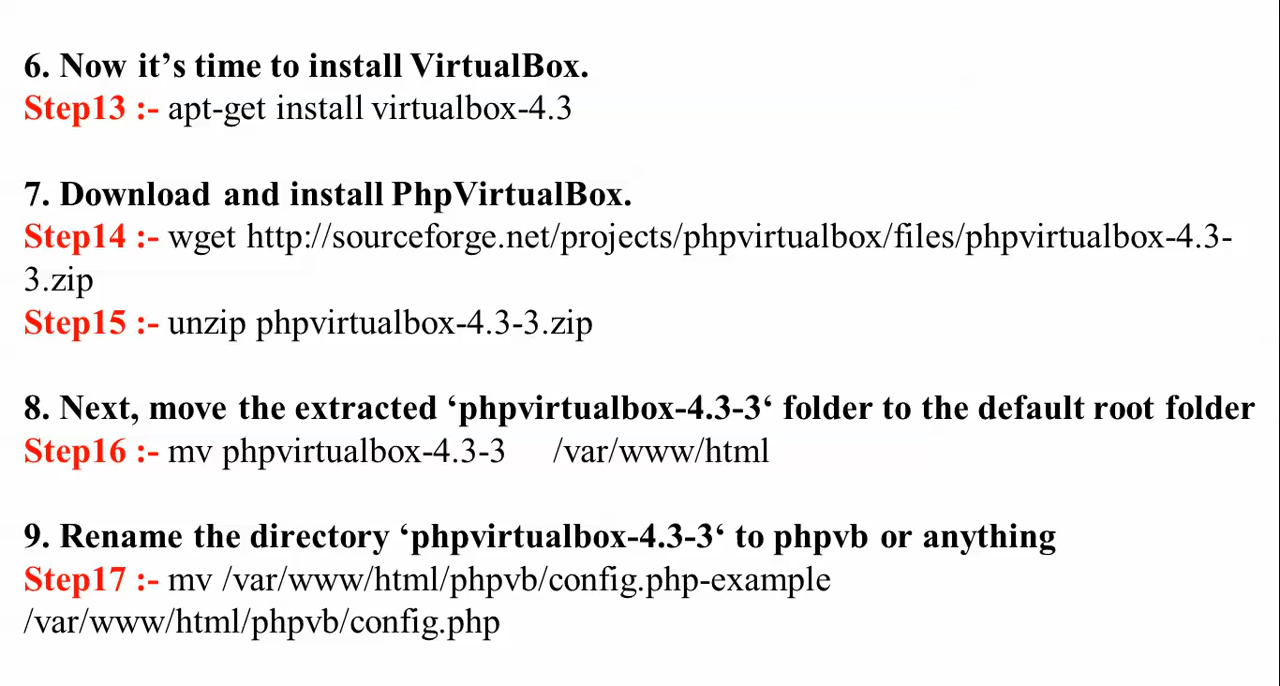 6. Now it’s time to install VirtualBox.
Step13 :- apt-get install virtualbox-4.3
7. Download and install PhpVirtualBox.
Step14 :- wget http://sourceforge.net/projects/phpvirtualbox/files/phpvirtualbox-4.3-
3.zip
Step15 :- unzip phpvirtualbox-4.3-3.zip
8. Next, move the extracted ‘phpvirtualbox-4.3-3‘ folder to the default root folder
Step16 :- mv phpvirtualbox-4.3-3 /var/www/html
9. Rename the directory ‘phpvirtualbox-4.3-3‘ to phpvb or anything
Step17 :- mv /var/www/html/phpvb/config.php-example
/var/www/html/phpvb/config.php